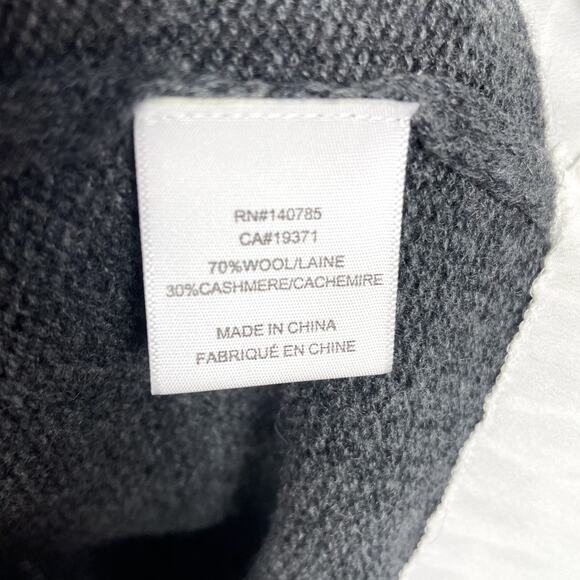 RN#140785
CA#19371
70%WOOL/LAINE
30%CASHMERE/CACHEMIRE
MADE IN CHINA
FABRIQUÉ EN CHINE